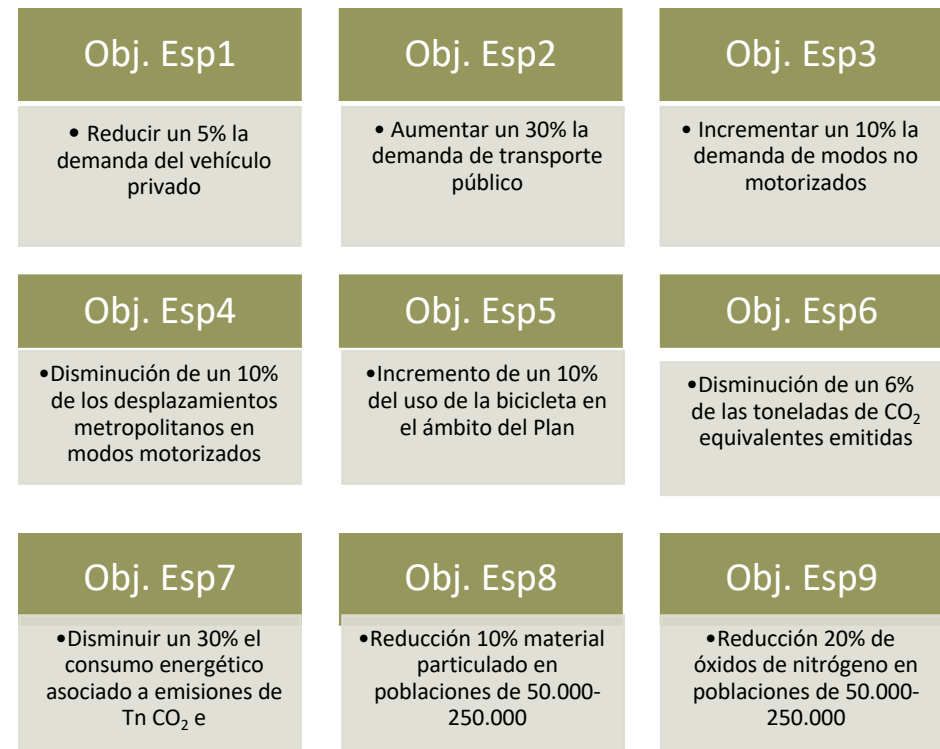 Obj. Esp1
• Reducir un 5% la
demanda del vehículo
privado
Obj. Esp2
• Aumentar un 30% la
demanda de transporte
público
Obj. Esp3
• Incrementar un 10% la
demanda de modos no
motorizados
Obj. Esp4
•Disminución de un 10%
de los desplazamientos
metropolitanos en
modos motorizados
Obj. Esp5
•Incremento de un 10%
del uso de la bicicleta en
el ámbito del Plan
Obj. Esp6
•Disminución de un 6%
de las toneladas de CO₂
equivalentes emitidas
Obj. Esp7
•Disminuir un 30% el
consumo energético
asociado a emisiones de
Tn CO₂ e
Obj. Esp8
•Reducción 10% material
particulado en
poblaciones de 50.000-
250.000
Obj. Esp9
•Reducción 20% de
óxidos de nitrógeno en
poblaciones de 50.000-
250.000